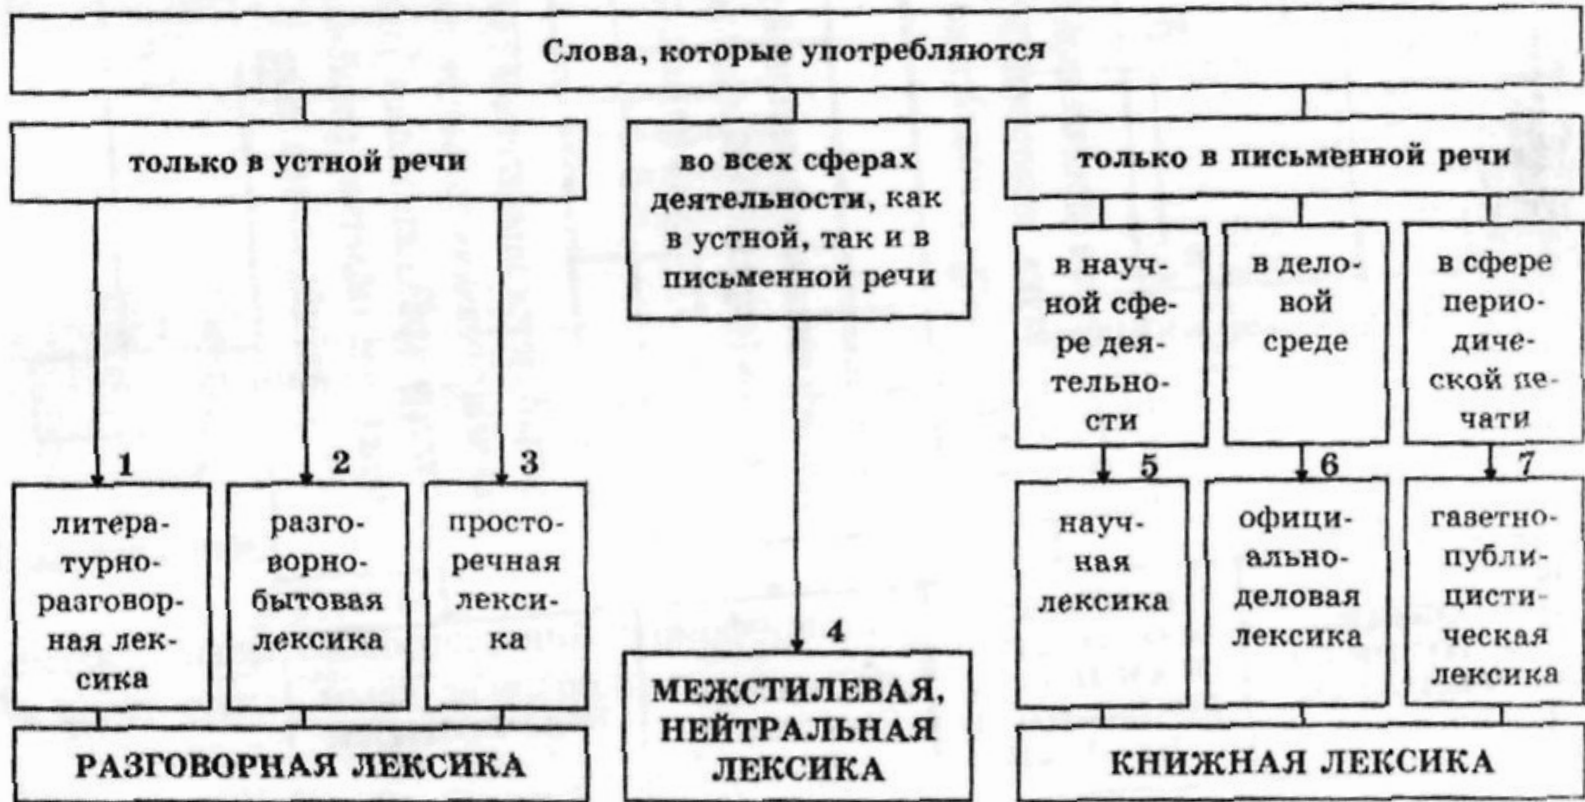 Слова, которые употребляются
только в устной речи
во всех сферах
деятельности, как
в устной, так и в
письменной речи
только в письменной речи
в науч-
ной сфе-
ре дея-
тельно-
сти
в дело-
вой
среде
в сфере
перио-
диче-
ской пе-
чати
1
литера-
турно-
разговор-
ная лек-
сика
2
разго-
ворно-
бытовая
лексика
3
просто-
речная
лекси-
ка
РАЗГОВОРНАЯ ЛЕКСИКА
4
МЕЖСТИЛЕВАЯ,
НЕЙТРАЛЬНАЯ
ЛЕКСИКА
5
науч-
ная
лексика
6
офици-
ально-
деловая
лексика
7
газетно-
публи-
цисти-
ческая
лексика
КНИЖНАЯ ЛЕКСИКА